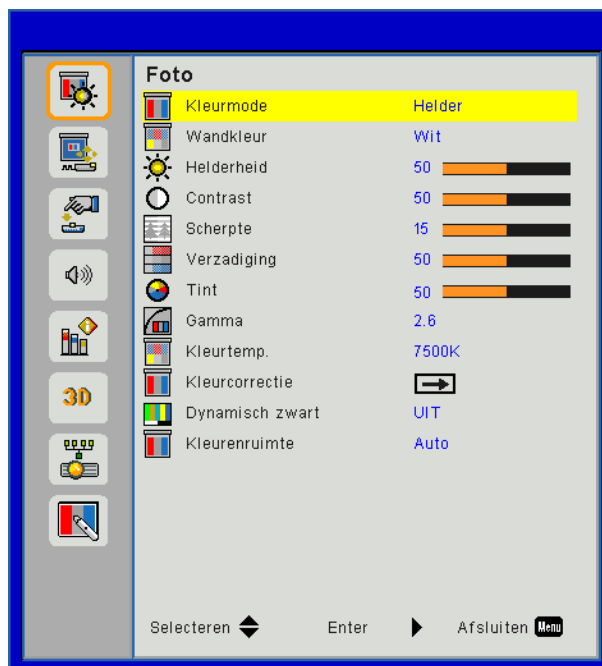 Foto
Kleurmode Helder
Wandkleur Wit
Helderheid 50
Contrast 50
Scherpte 15
Verzadiging 50
Tint 50
Gamma 2.6
Kleurtemp. 7500K
Kleurcorrectie
3D
Dynamisch zwart UIT
Kleurenruimte Auto
Selecteren Enter Afsluiten Menu